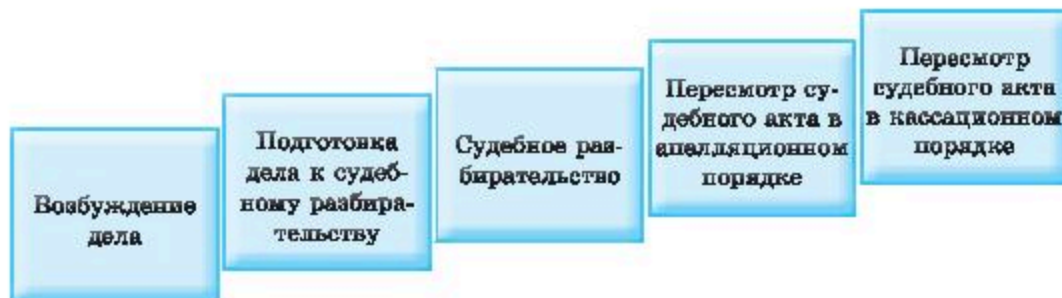 Возбуждение
дела
Подготовка
дела к судеб-
ному разбира-
тельству
Судебное раз-
бирательство
Пересмотр су-
дебного акта в
апелляционном
порядке
Пересмотр
судебного акта
в кассационном
порядке